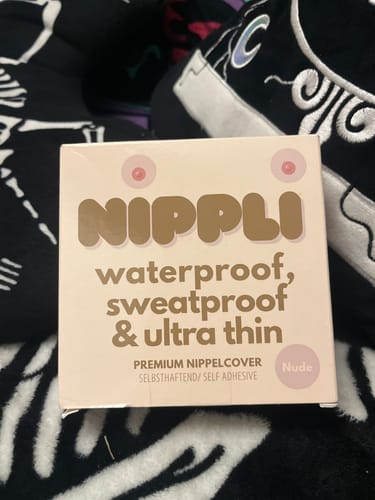 NIPPLI
waterproof,
sweatproof
& ultra thin
PREMIUM NIPPELCOVER
SELBSTHAFTEND/ SELF ADHESIVE
Nude